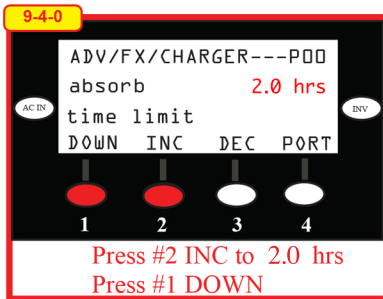 9-4-0
ADV/FX/CHARGER---P00
absorb 2.0 hrs
time limit
AC IN
INV
DOWN INC DEC PORT
1 2 3 4
Press #2 INC to 2.0 hrs
Press #1 DOWN